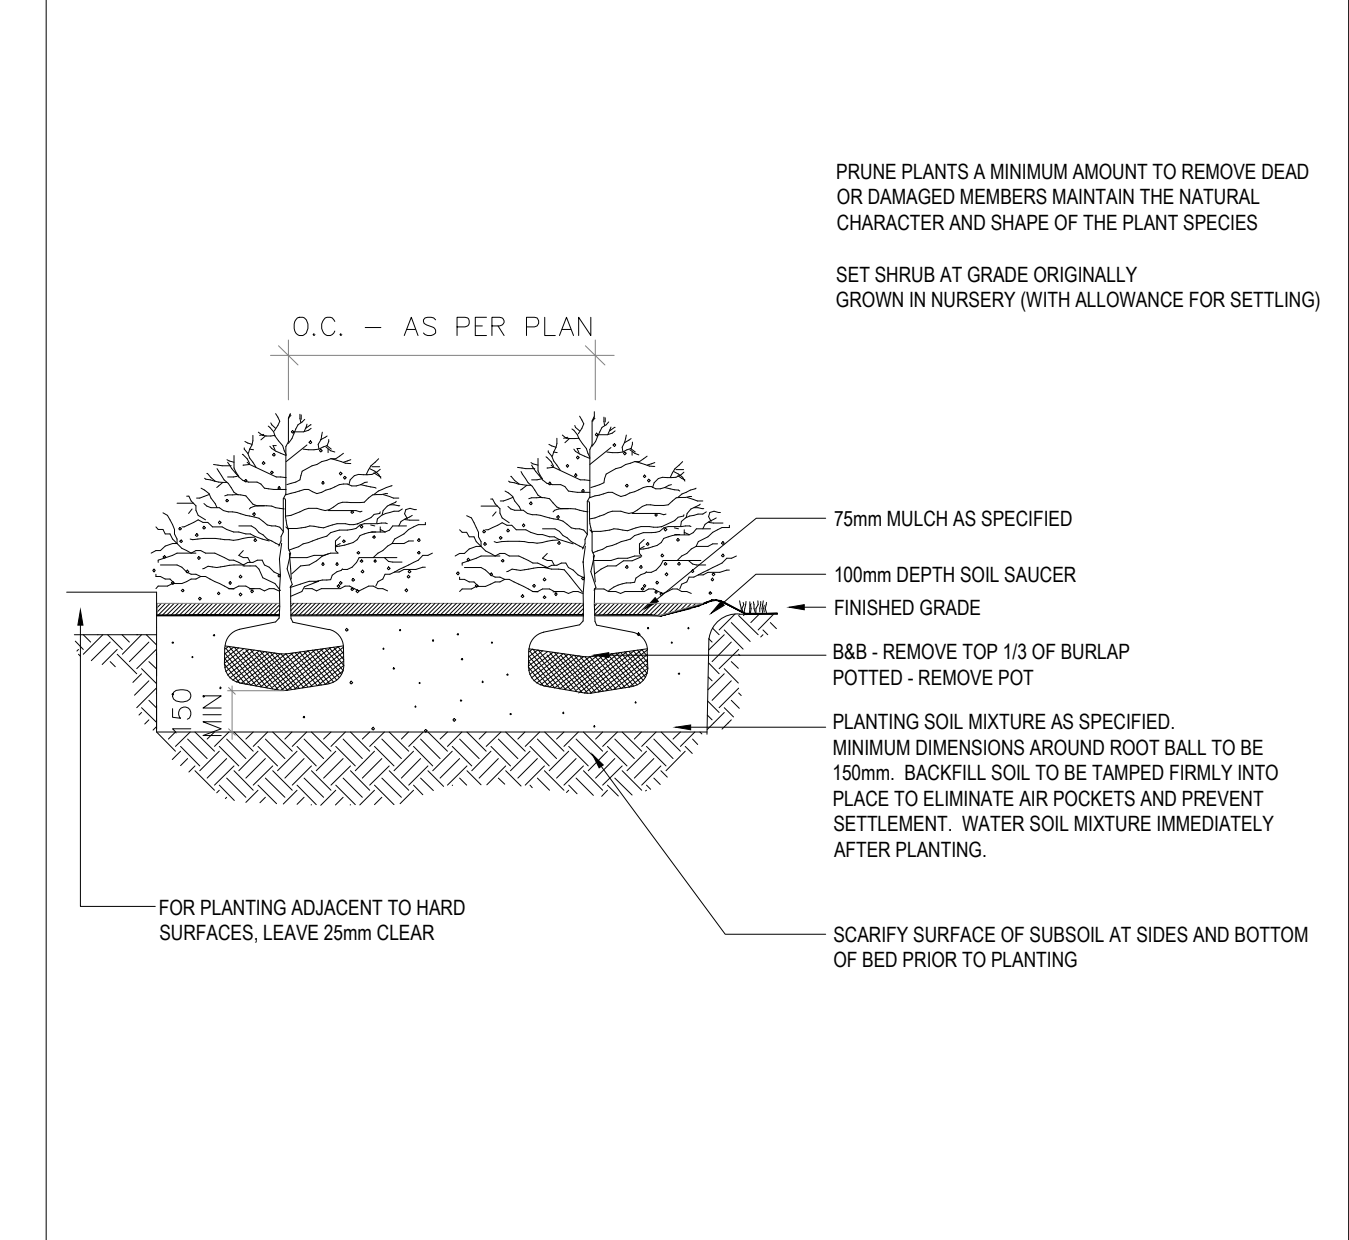 PRUNE PLANTS A MINIMUM AMOUNT TO REMOVE DEAD
OR DAMAGED MEMBERS MAINTAIN THE NATURAL
CHARACTER AND SHAPE OF THE PLANT SPECIES
SET SHRUB AT GRADE ORIGINALLY
GROWN IN NURSERY (WITH ALLOWANCE FOR SETTLING)
O.C. - AS PER PLAN
75mm MULCH AS SPECIFIED
100mm DEPTH SOIL SAUCER
FINISHED GRADE
B&B - REMOVE TOP 1/3 OF BURLAP
POTTED - REMOVE POT
150
MIN
PLANTING SOIL MIXTURE AS SPECIFIED.
MINIMUM DIMENSIONS AROUND ROOT BALL TO BE
150mm. BACKFILL SOIL TO BE TAMPED FIRMLY INTO
PLACE TO ELIMINATE AIR POCKETS AND PREVENT
SETTLEMENT. WATER SOIL MIXTURE IMMEDIATELY
AFTER PLANTING.
FOR PLANTING ADJACENT TO HARD
SURFACES, LEAVE 25mm CLEAR
SCARIFY SURFACE OF SUBSOIL AT SIDES AND BOTTOM
OF BED PRIOR TO PLANTING